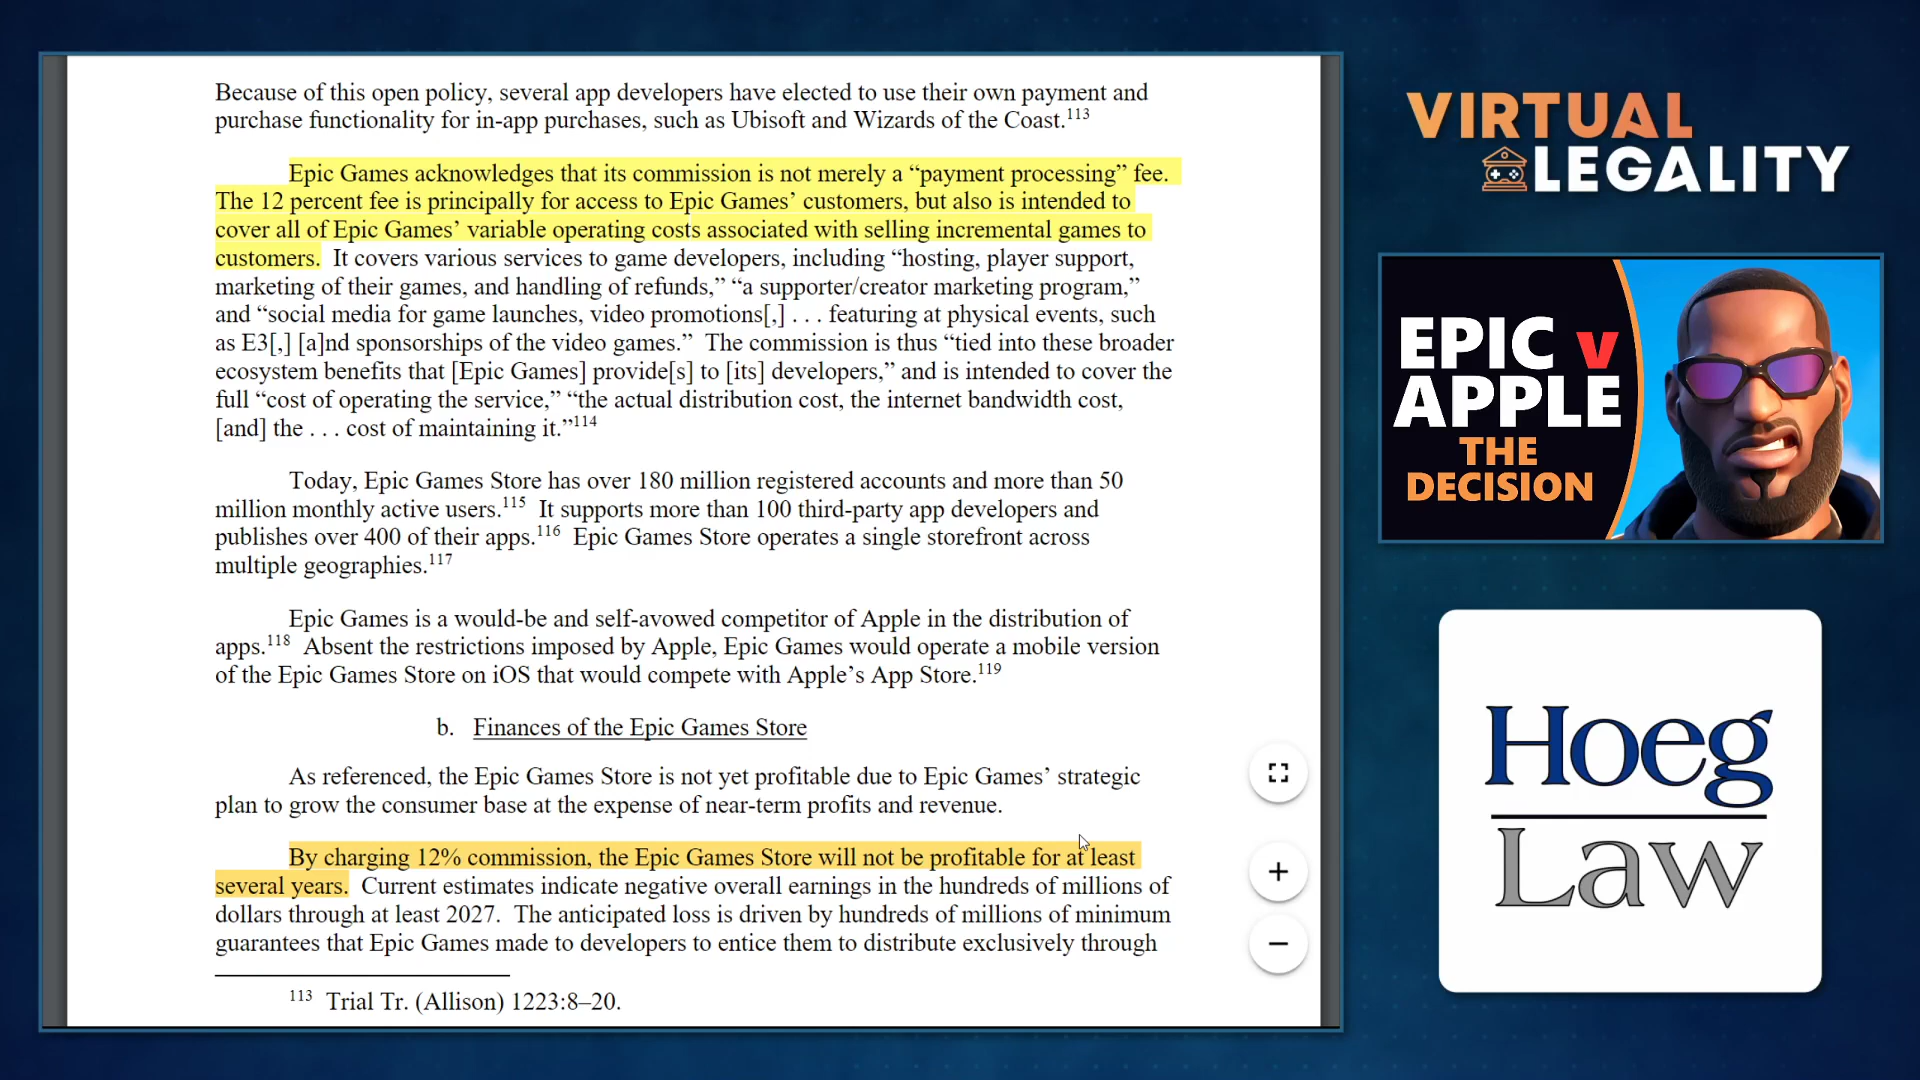 Because of this open policy, several app developers have elected to use their own payment and
purchase functionality for in-app purchases, such as Ubisoft and Wizards of the Coast.113
Epic Games acknowledges that its commission is not merely a “payment processing” fee.
The 12 percent fee is principally for access to Epic Games’ customers, but also is intended to
cover all of Epic Games’ variable operating costs associated with selling incremental games to
customers. It covers various services to game developers, including “hosting, player support,
marketing of their games, and handling of refunds,” “a supporter/creator marketing program,”
and “social media for game launches, video promotions[,] . . . featuring at physical events, such
as E3[,] [a]nd sponsorships of the video games.” The commission is thus “tied into these broader
ecosystem benefits that [Epic Games] provide[s] to [its] developers,” and is intended to cover the
full “cost of operating the service,” “the actual distribution cost, the internet bandwidth cost,
[and] the . . . cost of maintaining it.”114
Today, Epic Games Store has over 180 million registered accounts and more than 50
million monthly active users.115 It supports more than 100 third-party app developers and
publishes over 400 of their apps.116 Epic Games Store operates a single storefront across
multiple geographies.117
Epic Games is a would-be and self-avowed competitor of Apple in the distribution of
apps.118 Absent the restrictions imposed by Apple, Epic Games would operate a mobile version
of the Epic Games Store on iOS that would compete with Apple’s App Store.119
b. Finances of the Epic Games Store
As referenced, the Epic Games Store is not yet profitable due to Epic Games’ strategic
plan to grow the consumer base at the expense of near-term profits and revenue.
By charging 12% commission, the Epic Games Store will not be profitable for at least
several years. Current estimates indicate negative overall earnings in the hundreds of millions of
dollars through at least 2027. The anticipated loss is driven by hundreds of millions of minimum
guarantees that Epic Games made to developers to entice them to distribute exclusively through
113 Trial Tr. (Allison) 1223:8–20.
VIRTUAL
LEGALITY
EPIC v
APPLE
THE
DECISION
Hoeg
Law